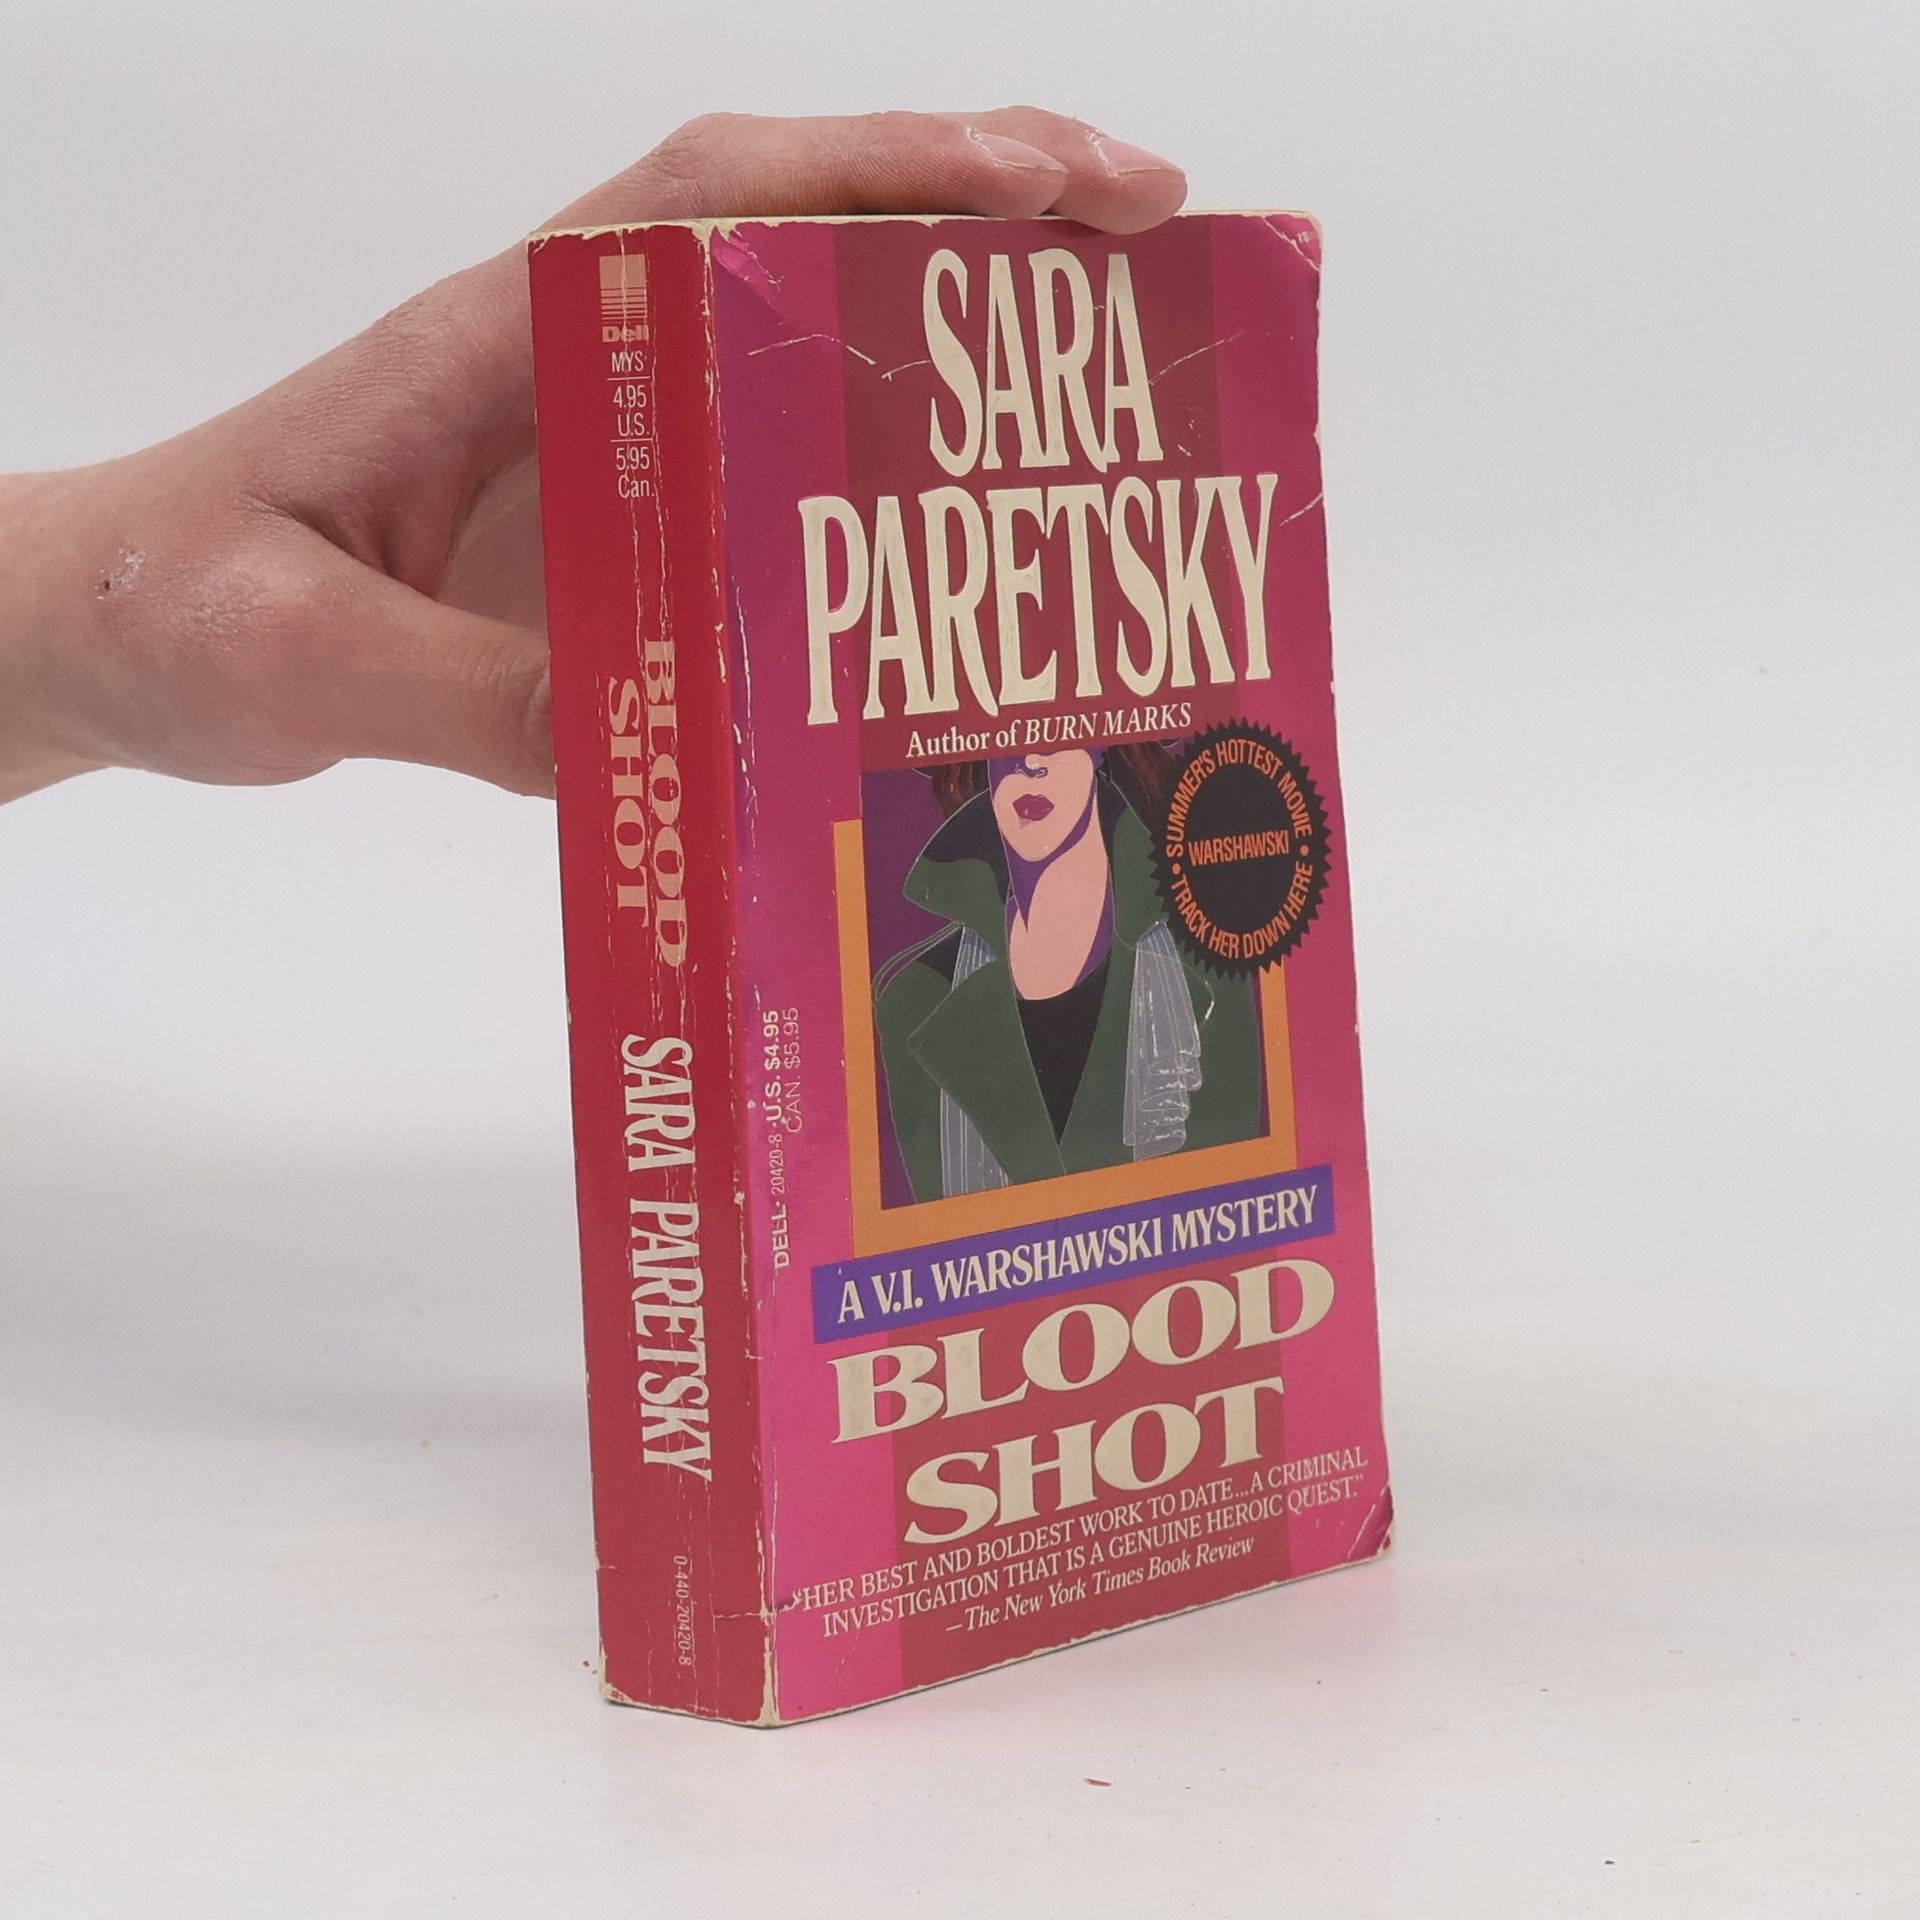 Dell
MYS
4.95
U.S.
5.95
Can.
BLOOD
SHOT
SARA PARETSKY
0-440-20420-8
SARA
PARETSKY
Author of BURN MARKS
SUMMER'S HOTTEST MOVIE
WARSHAWSKI
• TRACK HER DOWN HERE •
DELL • 20420-8 • U.S. $4.95
CAN. $5.95
A V.I. WARSHAWSKI MYSTERY
BLOOD
SHOT
"HER BEST AND BOLDEST WORK TO DATE...A CRIMINAL
INVESTIGATION THAT IS A GENUINE HEROIC QUEST."
—The New York Times Book Review